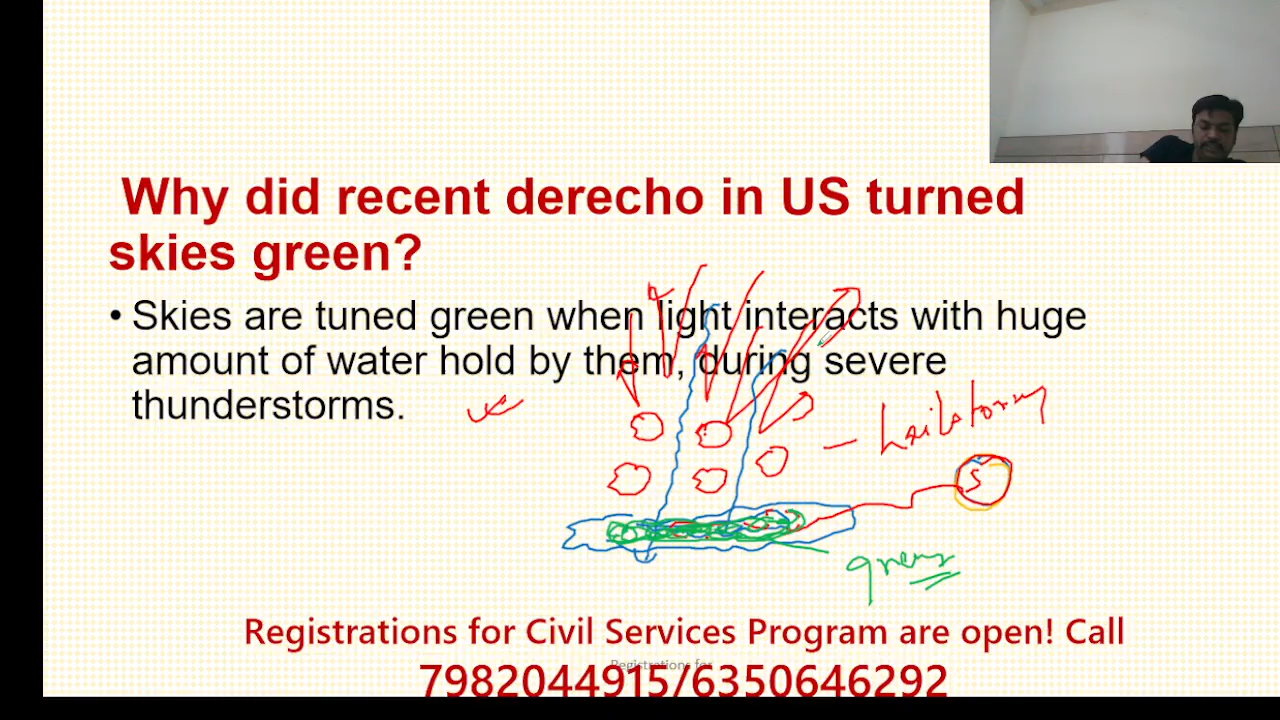 Why did recent derecho in US turned
skies green?
• Skies are tuned green when light interacts with huge
amount of water hold by them, during severe
thunderstorms.
- hailstorm
S
green
Registrations for Civil Services Program are open! Call
Registrations for
7982044915/6350646292